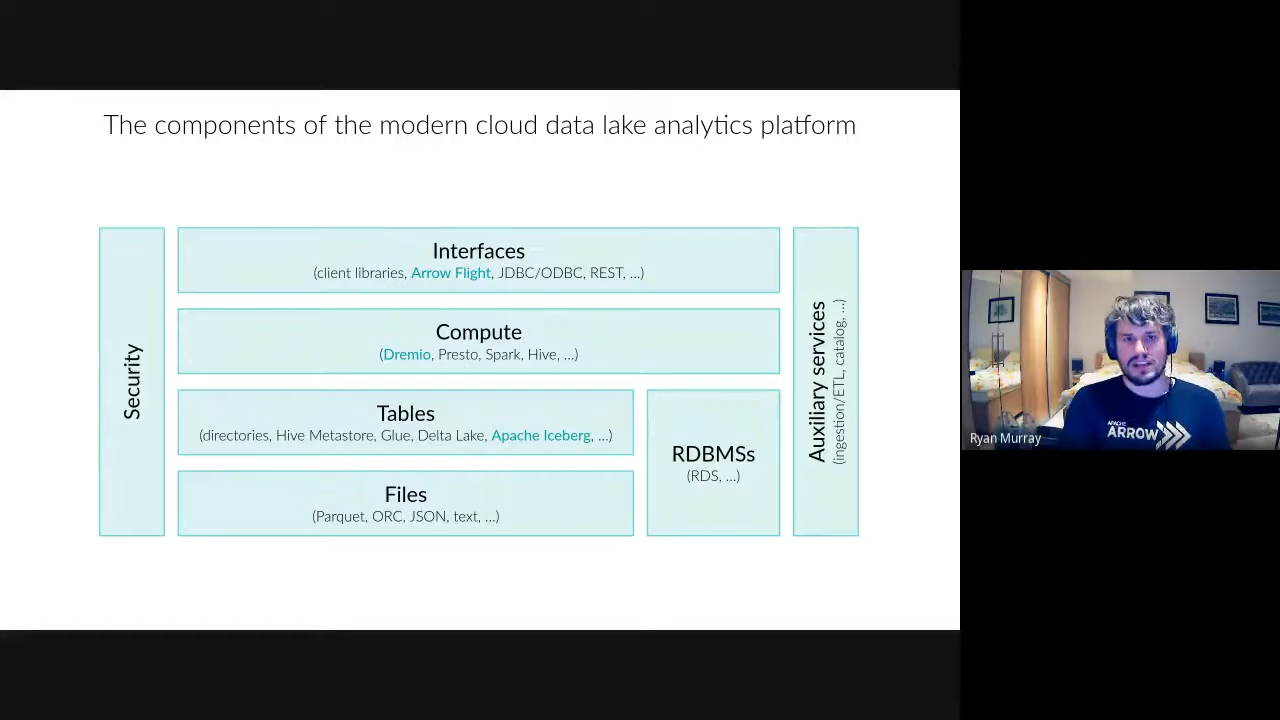 The components of the modern cloud data lake analytics platform
Security
Interfaces
(client libraries, Arrow Flight, JDBC/ODBC, REST, ...)
Compute
(Dremio, Presto, Spark, Hive, ...)
Tables
(directories, Hive Metastore, Glue, Delta Lake, Apache Iceberg, ...)
Files
(Parquet, ORC, JSON, text, ...)
RDBMSs
(RDS, ...)
Auxiliary services
(ingestion/ETL, catalog, ...)
APACHE
ARROW
Ryan Murray